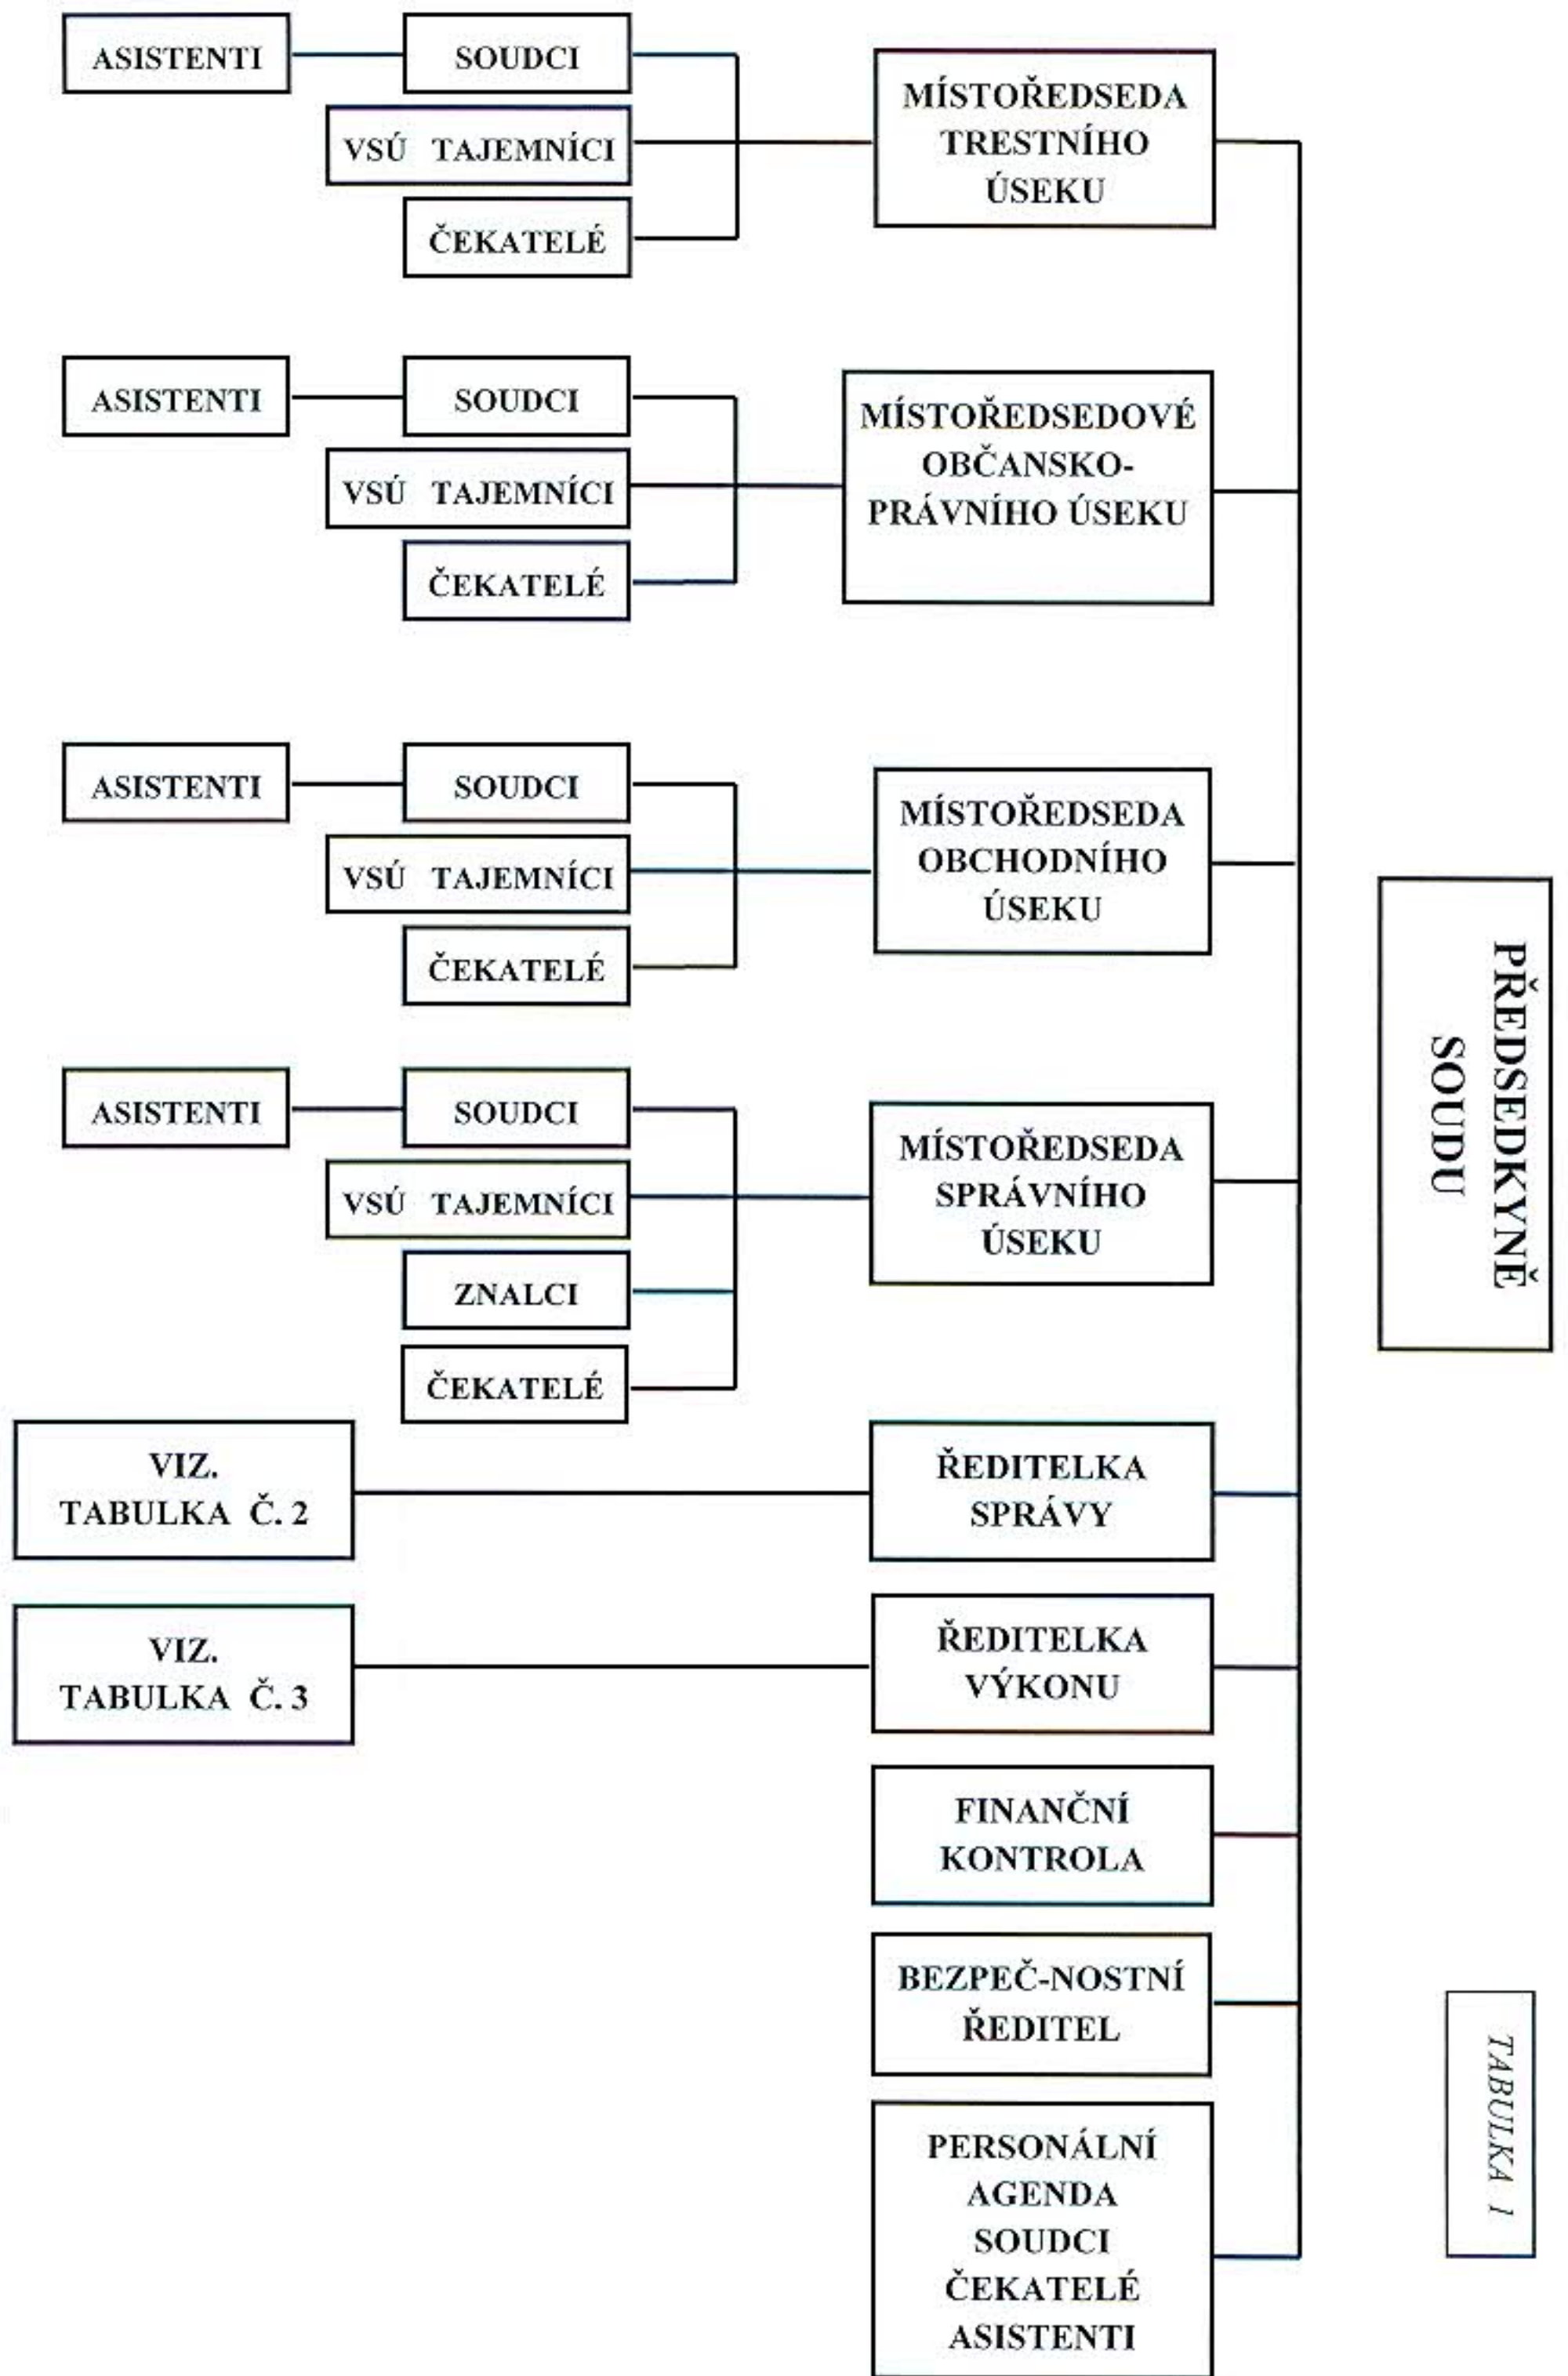 PŘEDSEDKYNĚ
SOUDU
TABULKA 1
MÍSTOŘEDSEDA
TRESTNÍHO
ÚSEKU
SOUDCI
ASISTENTI
VSÚ TAJEMNÍCI
ČEKATELÉ
MÍSTOŘEDSEDOVÉ
OBČANSKO-
PRÁVNÍHO ÚSEKU
SOUDCI
ASISTENTI
VSÚ TAJEMNÍCI
ČEKATELÉ
MÍSTOŘEDSEDA
OBCHODNÍHO
ÚSEKU
SOUDCI
ASISTENTI
VSÚ TAJEMNÍCI
ČEKATELÉ
MÍSTOŘEDSEDA
SPRÁVNÍHO
ÚSEKU
SOUDCI
ASISTENTI
VSÚ TAJEMNÍCI
ZNALCI
ČEKATELÉ
ŘEDITELKA
SPRÁVY
VIZ.
TABULKA Č. 2
ŘEDITELKA
VÝKONU
VIZ.
TABULKA Č. 3
FINANČNÍ
KONTROLA
BEZPEČ-NOSTNÍ
ŘEDITEL
PERSONÁLNÍ
AGENDA
SOUDCI
ČEKATELÉ
ASISTENTI